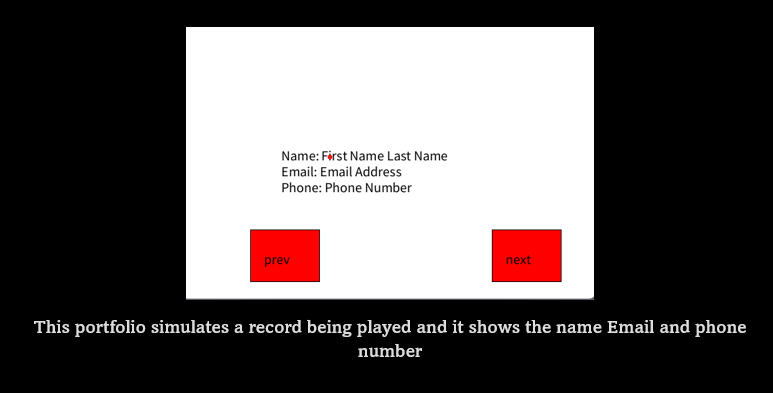 Name: First Name Last Name
Email: Email Address
Phone: Phone Number
prev
next
This portfolio simulates a record being played and it shows the name Email and phone
number